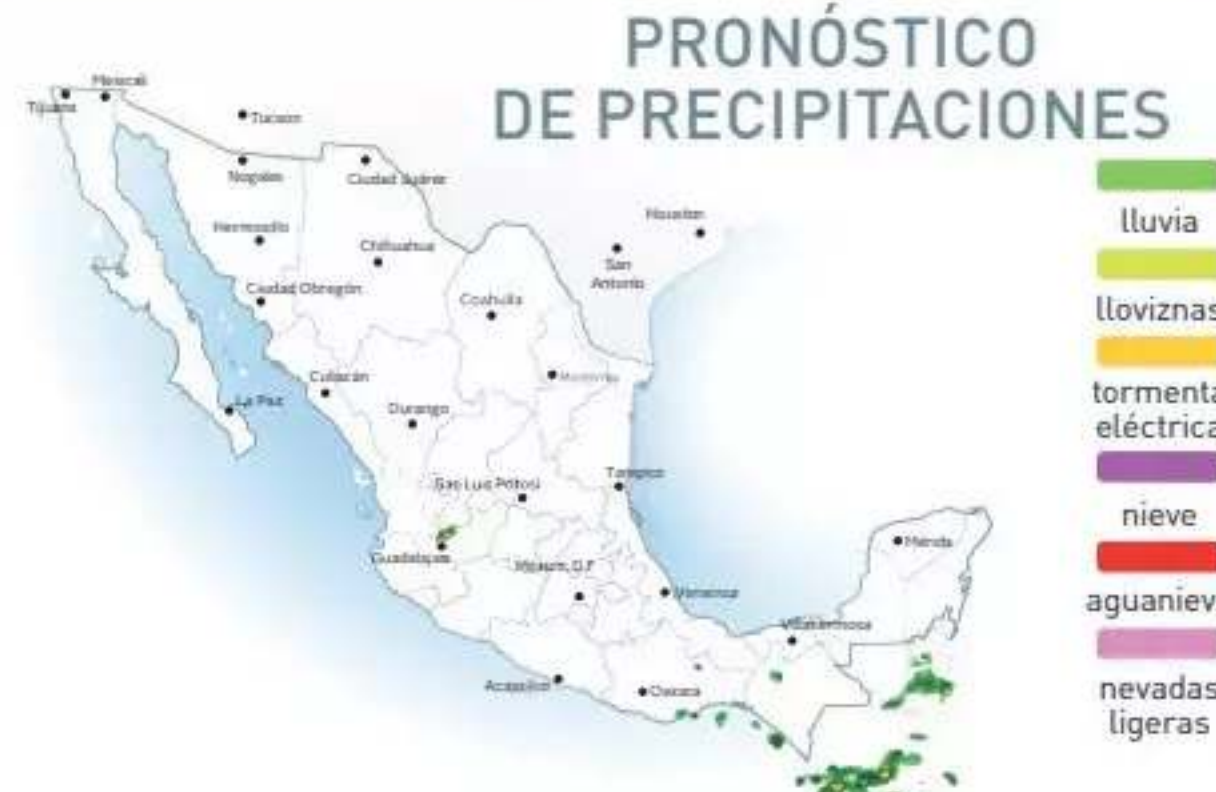 PRONÓSTICO
DE PRECIPITACIONES
Mexicali
Tijuana
Tucson
Nogales
Ciudad Juárez
Houston
Hermosillo
Chihuahua
San
Antonio
Ciudad Obregón
Coahuila
Culiacán
Monterrey
La Paz
Durango
San Luis Potosí
Tampico
Guadalajara
México, D.F
Mérida
Veracruz
Villahermosa
Acapulco
Oaxaca
lluvia
lloviznas
tormenta
eléctrica
nieve
aguaniev
nevadas
ligeras